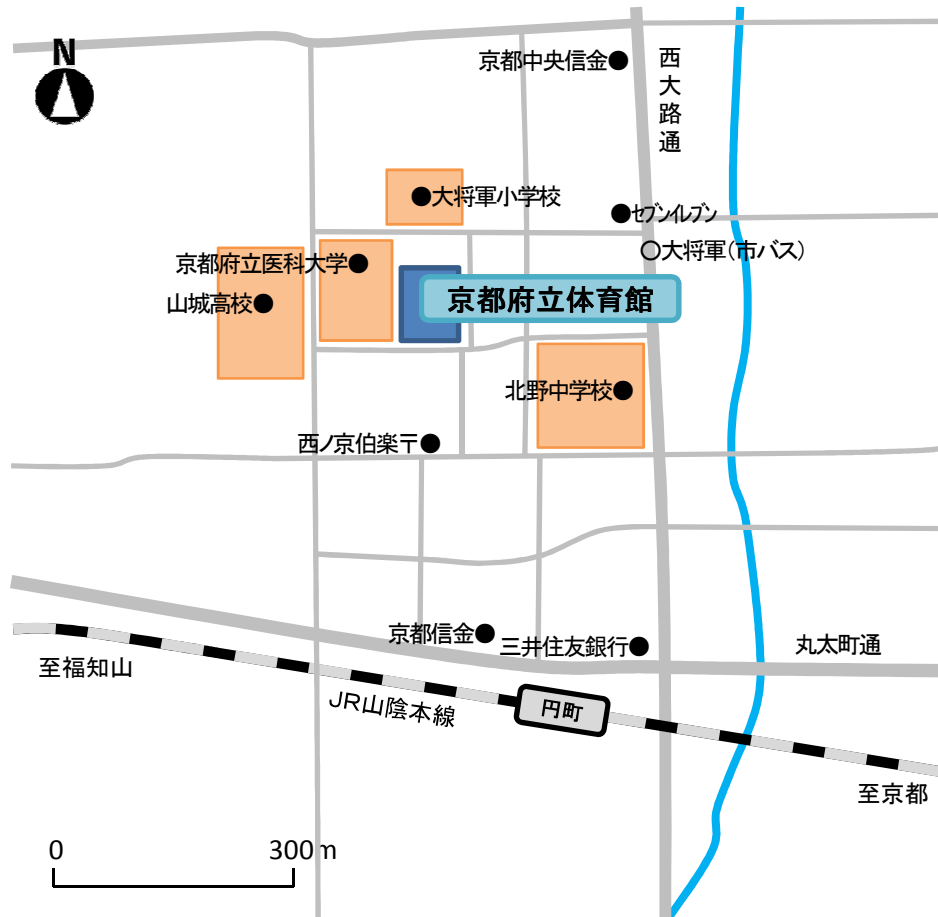 N
京都中央信金
西大路通
大将軍小学校
セブンイレブン
大将軍(市バス)
京都府立医科大学
京都府立体育館
山城高校
北野中学校
西ノ京伯楽〒
京都信金
三井住友銀行
丸太町通
至福知山
JR山陰本線
円町
至京都
0 300m